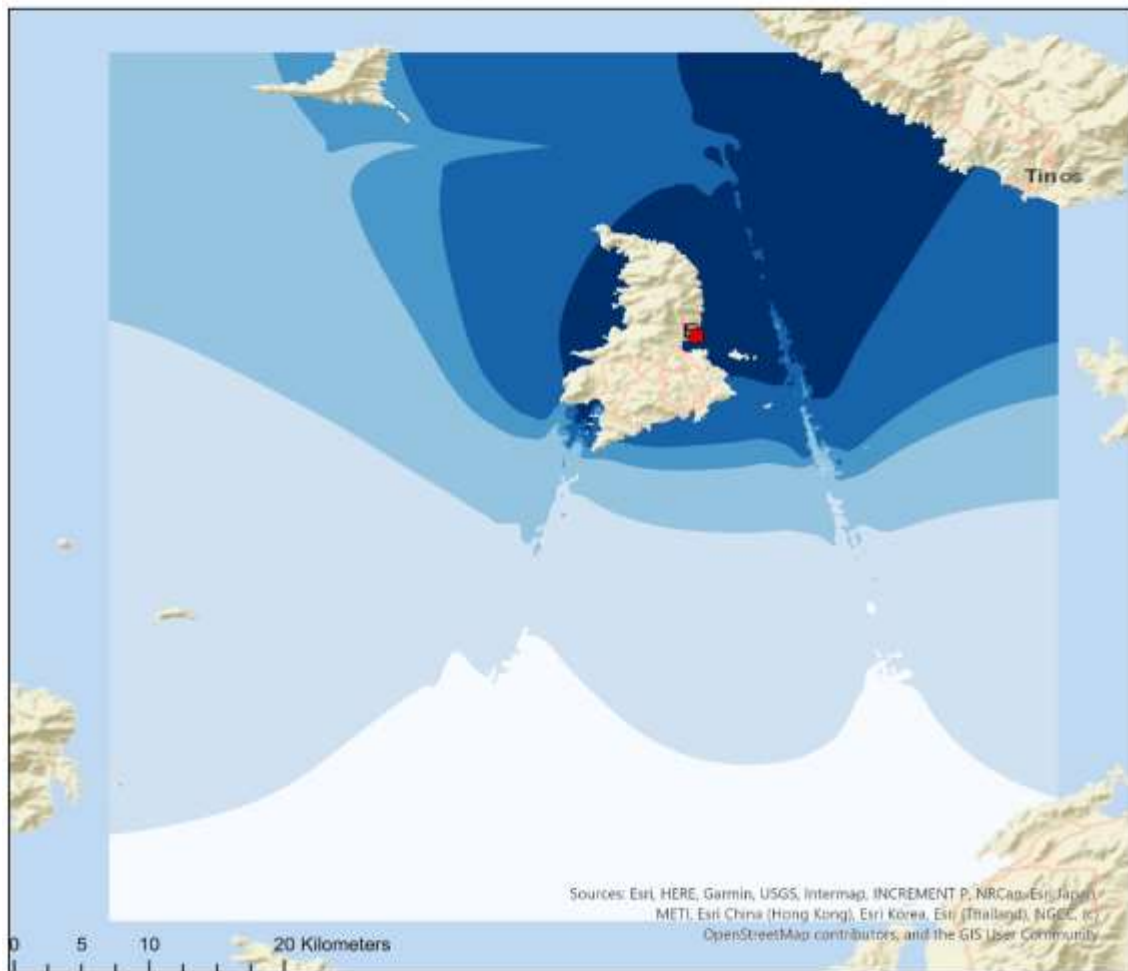 Tinos
E
Sources: Esri, HERE, Garmin, USGS, Intermap, INCREMENT P, NRCan, Esri Japan,
METI, Esri China (Hong Kong), Esri Korea, Esri (Thailand), NGCC, (c)
OpenStreetMap contributors, and the GIS User Community
0 5 10 20 Kilometers